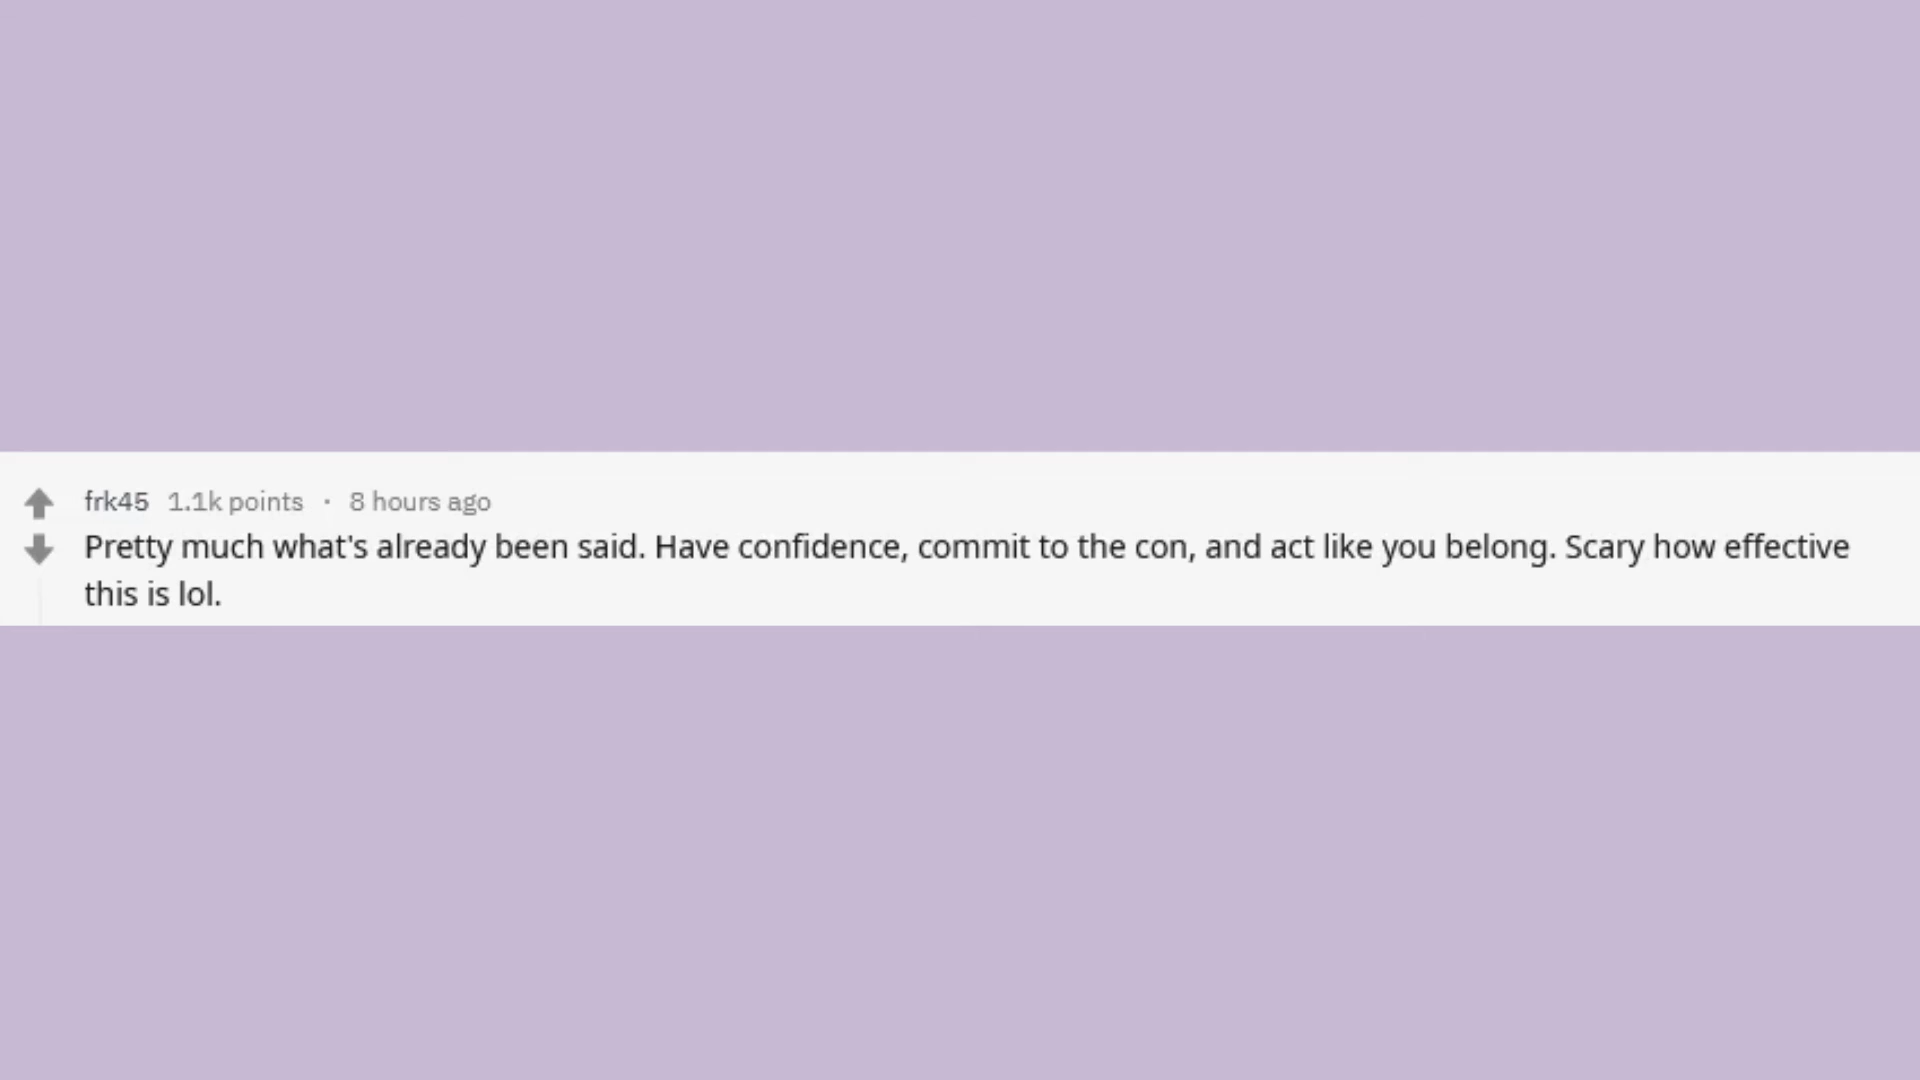 frk45 1.1k points · 8 hours ago
Pretty much what's already been said. Have confidence, commit to the con, and act like you belong. Scary how effective
this is lol.